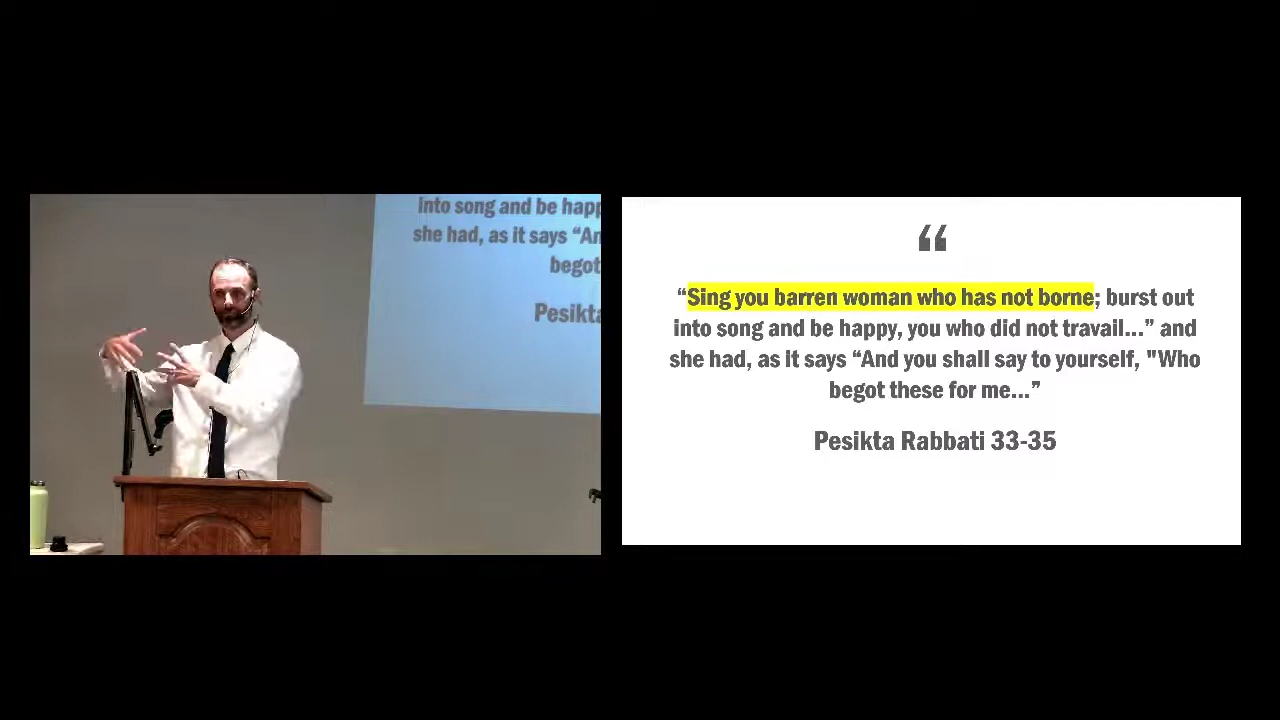 into song and be happ
she had, as it says “An
begot
Pesikta
“
“Sing you barren woman who has not borne; burst out
into song and be happy, you who did not travail...” and
she had, as it says “And you shall say to yourself, "Who
begot these for me...”
Pesikta Rabbati 33-35